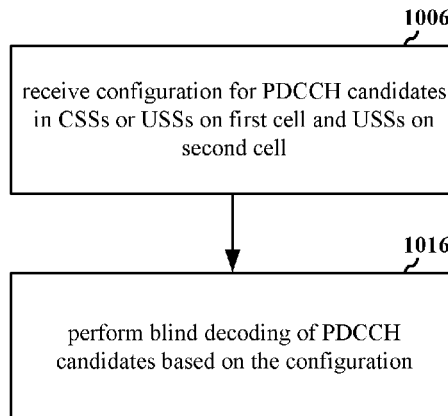 1006
receive configuration for PDCCH candidates
in CSSs or USSs on first cell and USSs on
second cell
1016
perform blind decoding of PDCCH
candidates based on the configuration